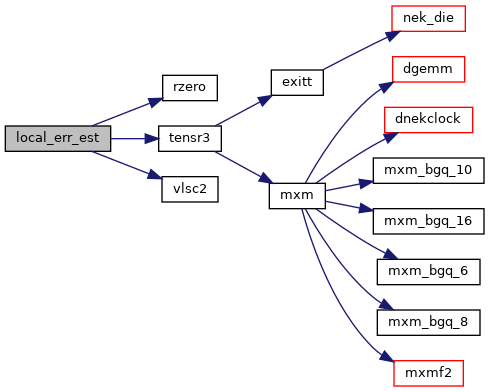 nek_die
dgemm
rzero
exitt
dnekclock
local_err_est
tensr3
mxm_bgq_10
vlsc2
mxm
mxm_bgq_16
mxm_bgq_6
mxm_bgq_8
mxmf2